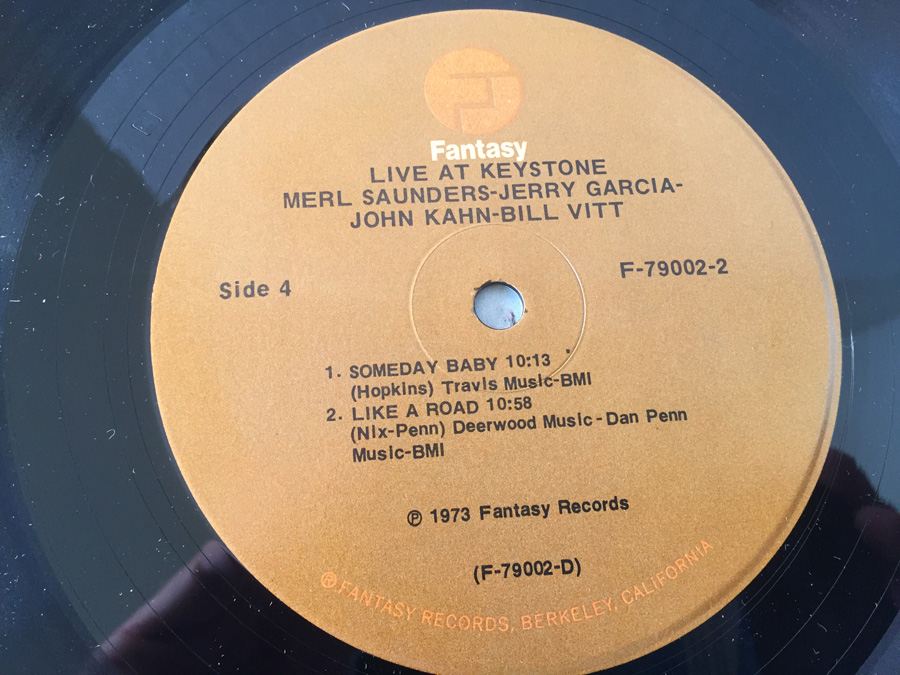 Fantasy
LIVE AT KEYSTONE
MERL SAUNDERS-JERRY GARCIA-
JOHN KAHN-BILL VITT
Side 4
F-79002-2
1. SOMEDAY BABY 10:13
(Hopkins) Travis Music-BMI
2. LIKE A ROAD 10:58
(Nix-Penn) Deerwood Music-Dan Penn
Music-BMI
℗ 1973 Fantasy Records
(F-79002-D)
® FANTASY RECORDS, BERKELEY, CALIFORNIA